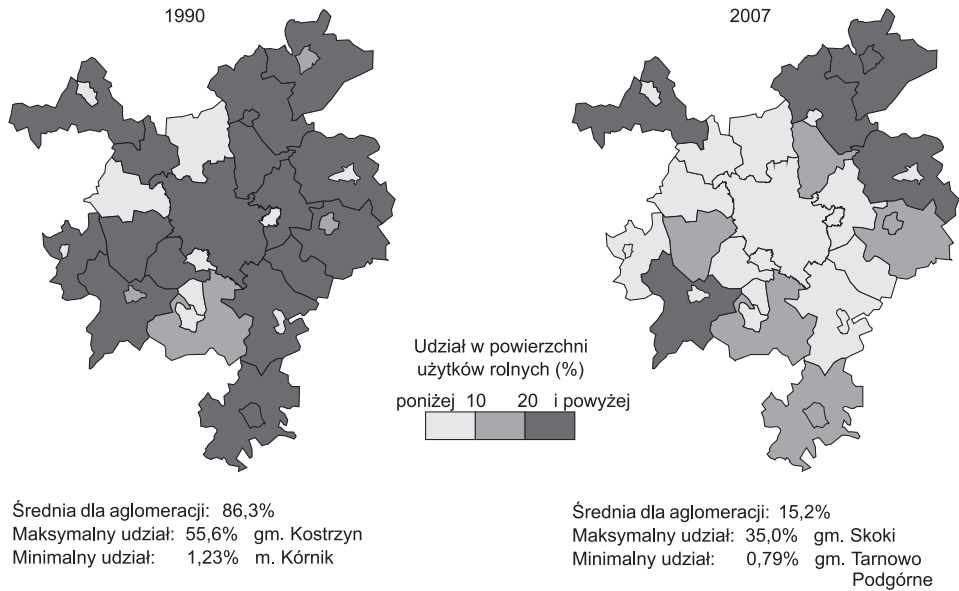 1990
2007
Udział w powierzchni
użytków rolnych (%)
poniżej 10 20 i powyżej
Średnia dla aglomeracji: 86,3%
Maksymalny udział: 55,6% gm. Kostrzyn
Minimalny udział: 1,23% m. Kórnik
Średnia dla aglomeracji: 15,2%
Maksymalny udział: 35,0% gm. Skoki
Minimalny udział: 0,79% gm. Tarnowo
Podgórne